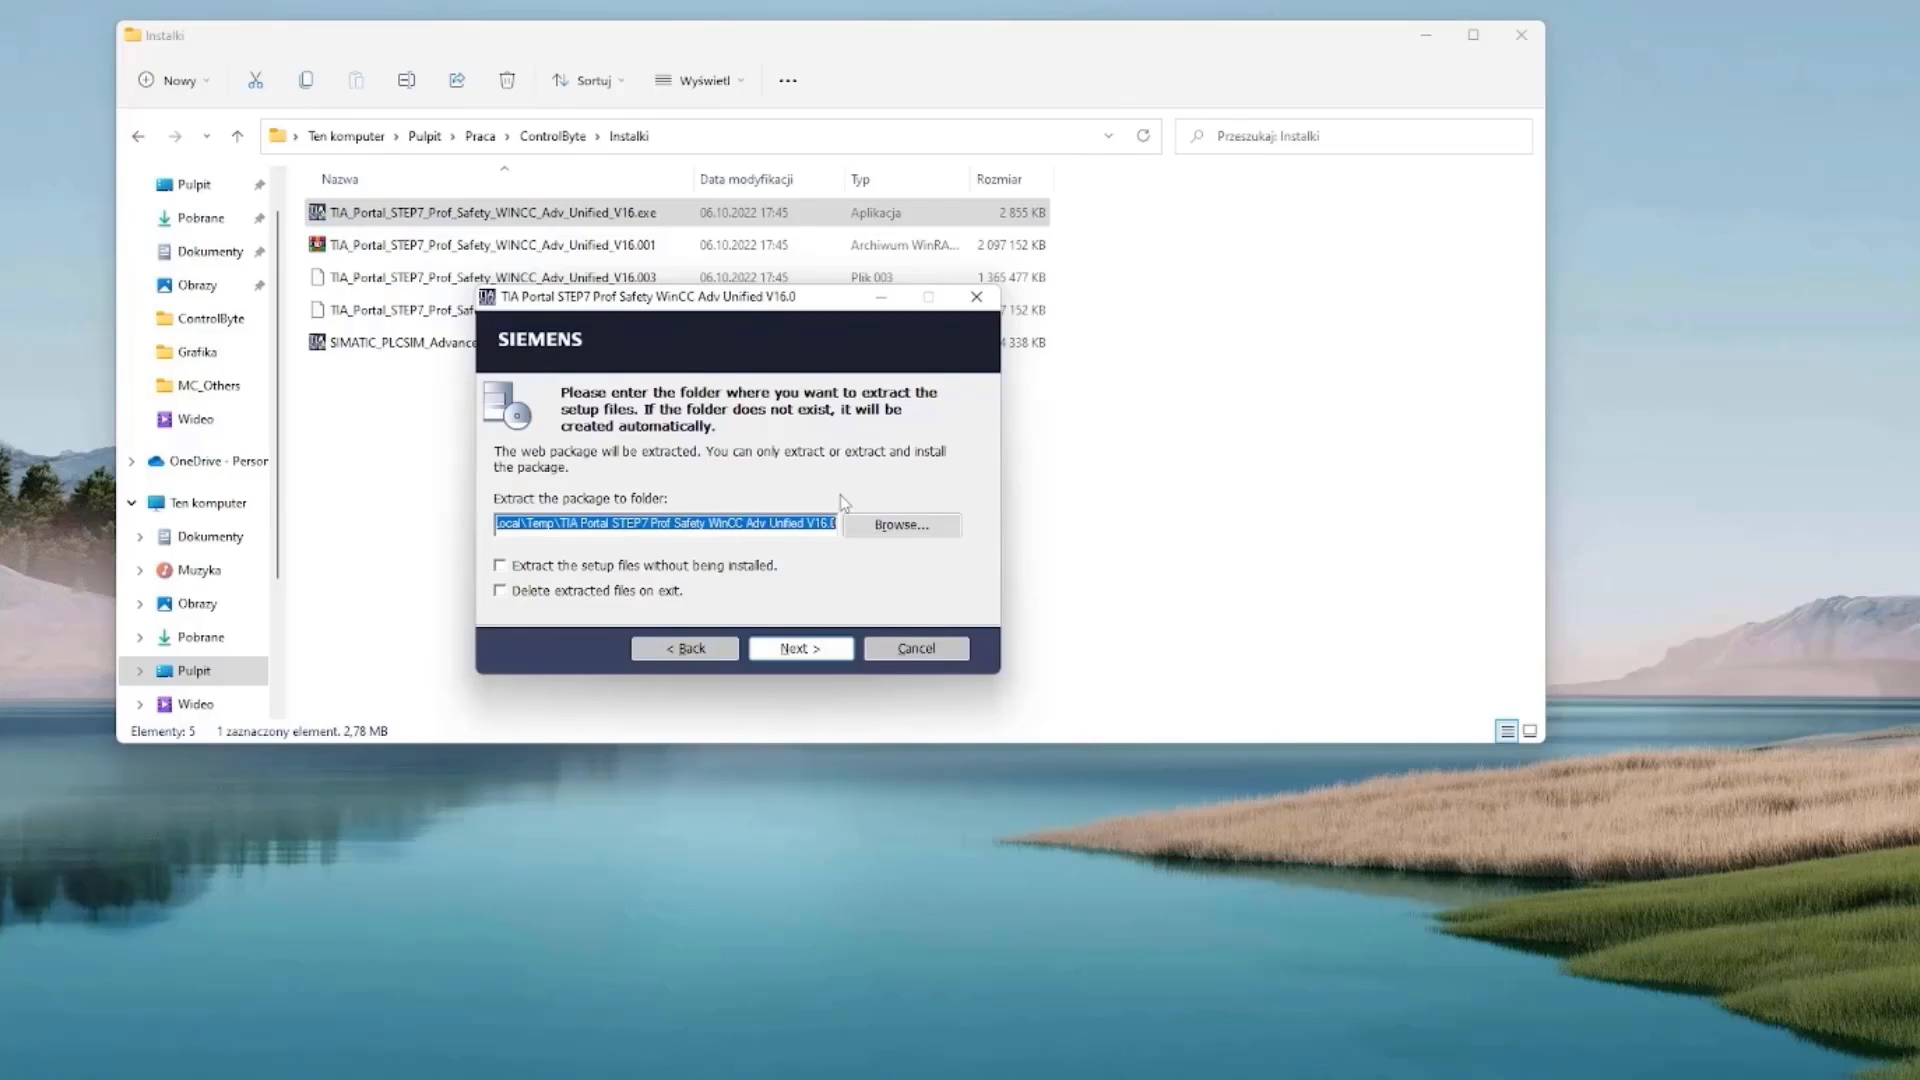 Instalki
Nowy
Sortuj
Wyświetl
Ten komputer
Pulpit
Praca
ControlByte
Instalki
Przeszukaj: Instalki
Nazwa
Data modyfikacji
Typ
Rozmiar
TIA_Portal_STEP7_Prof_Safety_WINCC_Adv_Unified_V16.exe 06.10.2022 17:45 Aplikacja 2 855 KB
TIA_Portal_STEP7_Prof_Safety_WINCC_Adv_Unified_V16.001 06.10.2022 17:45 Archiwum WinRA... 2 097 152 KB
TIA_Portal_STEP7_Prof_Safety_WINCC_Adv_Unified_V16.003 06.10.2022 17:45 Plik 003 1 365 477 KB
TIA_Portal_STEP7_Prof_Saf 7 152 KB
SIMATIC_PLCSIM_Advance 4 338 KB
Pulpit
Pobrane
Dokumenty
Obrazy
ControlByte
Grafika
MC_Others
Wideo
OneDrive - Person
Ten komputer
Dokumenty
Muzyka
Obrazy
Pobrane
Pulpit
Wideo
Elementy: 5 1 zaznaczony element. 2,78 MB
TIA Portal STEP7 Prof Safety WinCC Adv Unified V16.0
SIEMENS
Please enter the folder where you want to extract the
setup files. If the folder does not exist, it will be
created automatically.
The web package will be extracted. You can only extract or extract and install
the package.
Extract the package to folder:
Local\Temp\TIA Portal STEP7 Prof Safety WinCC Adv Unified V16.0
Browse...
Extract the setup files without being installed.
Delete extracted files on exit.
< Back
Next >
Cancel